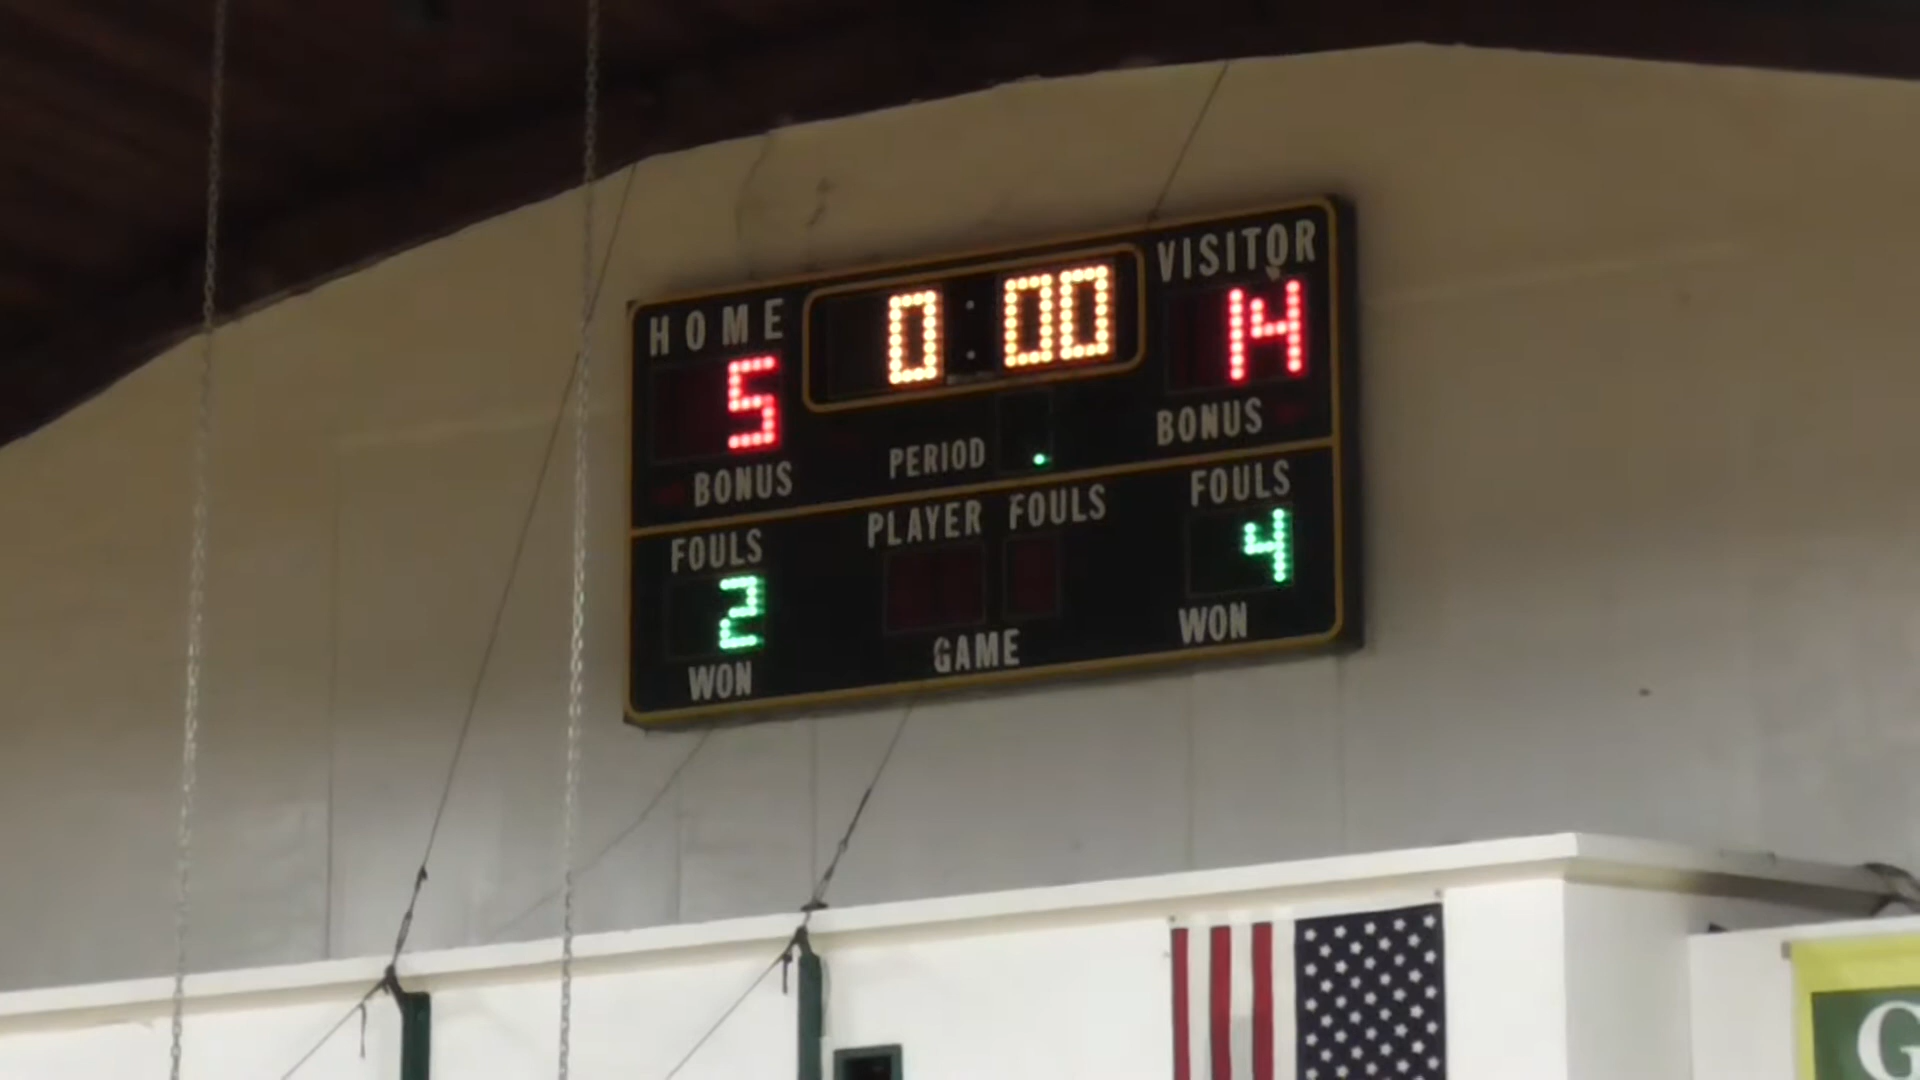 HOME 0:00 VISITOR
5 14
BONUS PERIOD . BONUS
FOULS PLAYER FOULS FOULS
2 4
WON GAME WON
G